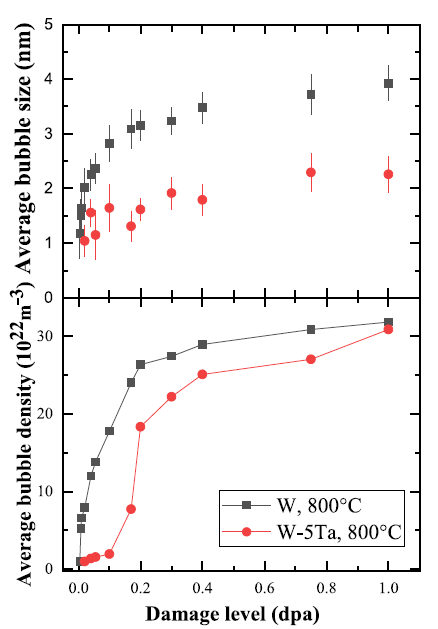 Average bubble size (nm)
5
4
3
2
1
0
Average bubble density (10²²m⁻³)
30
20
10
0
W, 800°C
W-5Ta, 800°C
0.0 0.2 0.4 0.6 0.8 1.0
Damage level (dpa)